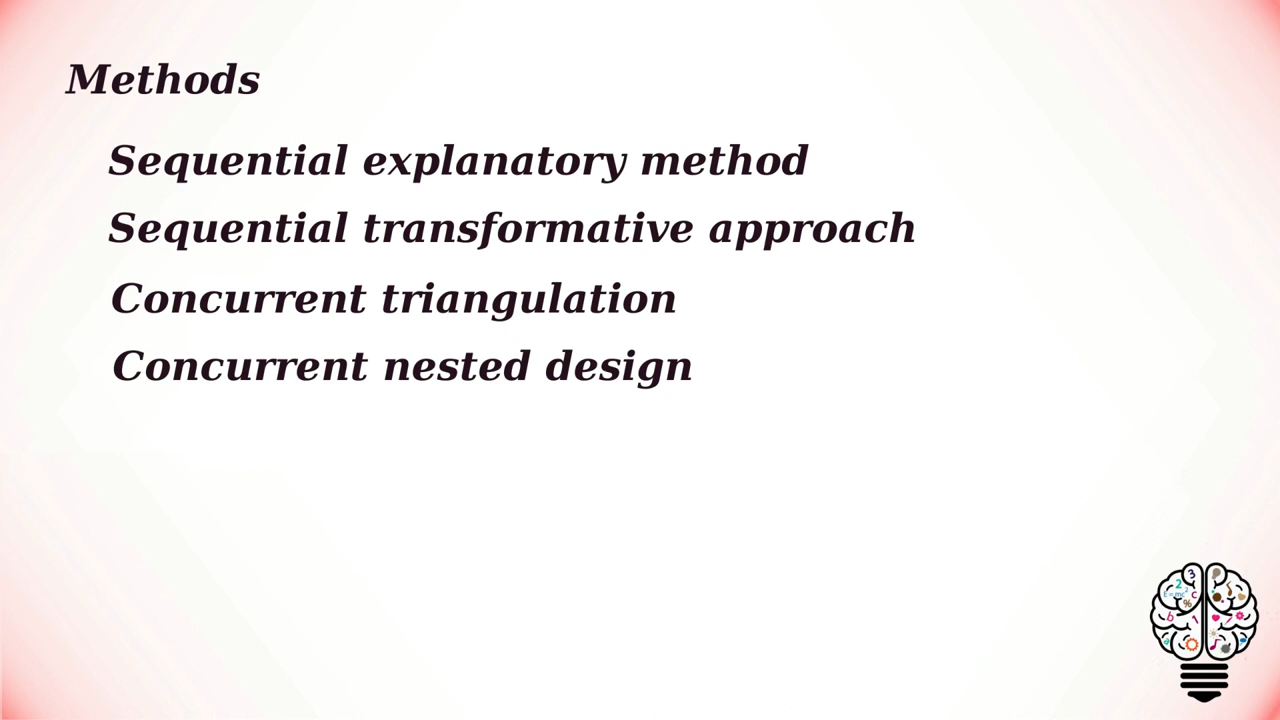 Methods
Sequential explanatory method
Sequential transformative approach
Concurrent triangulation
Concurrent nested design